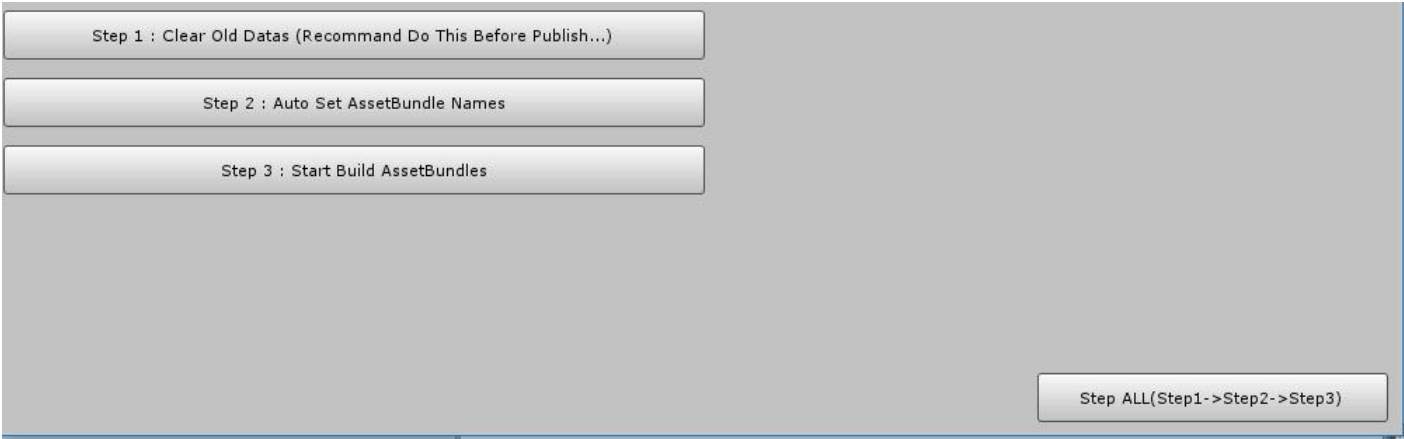 Step 1 : Clear Old Datas (Recommand Do This Before Publish...)
Step 2 : Auto Set AssetBundle Names
Step 3 : Start Build AssetBundles
Step ALL(Step1->Step2->Step3)